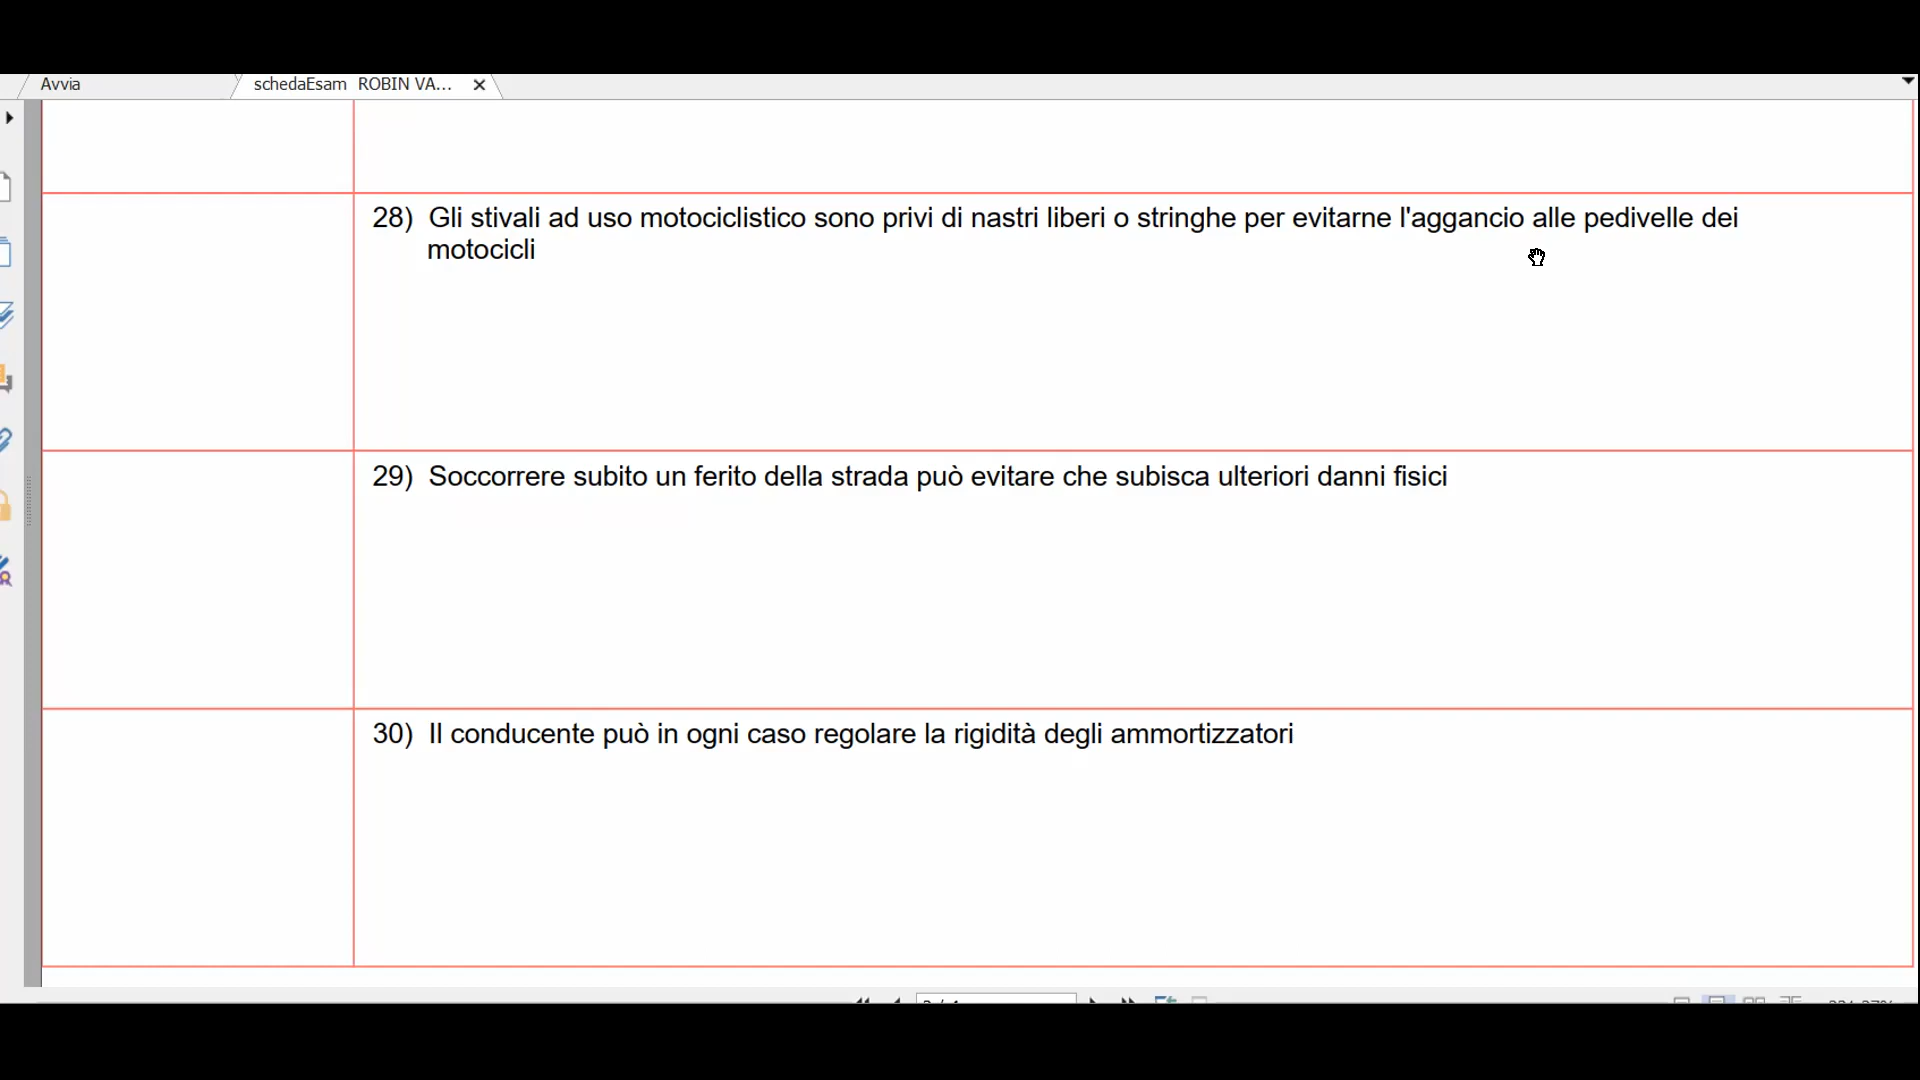 Avvia
schedaEsam ROBIN VA...
28) Gli stivali ad uso motociclistico sono privi di nastri liberi o stringhe per evitarne l'aggancio alle pedivelle dei
motocicli
29) Soccorrere subito un ferito della strada può evitare che subisca ulteriori danni fisici
30) Il conducente può in ogni caso regolare la rigidità degli ammortizzatori